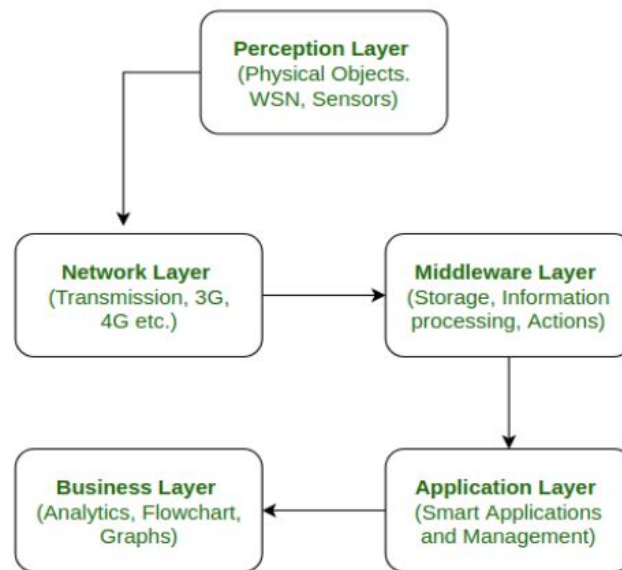 Perception Layer
(Physical Objects.
WSN, Sensors)
Network Layer
(Transmission, 3G,
4G etc.)
Middleware Layer
(Storage, Information
processing, Actions)
Business Layer
(Analytics, Flowchart,
Graphs)
Application Layer
(Smart Applications
and Management)